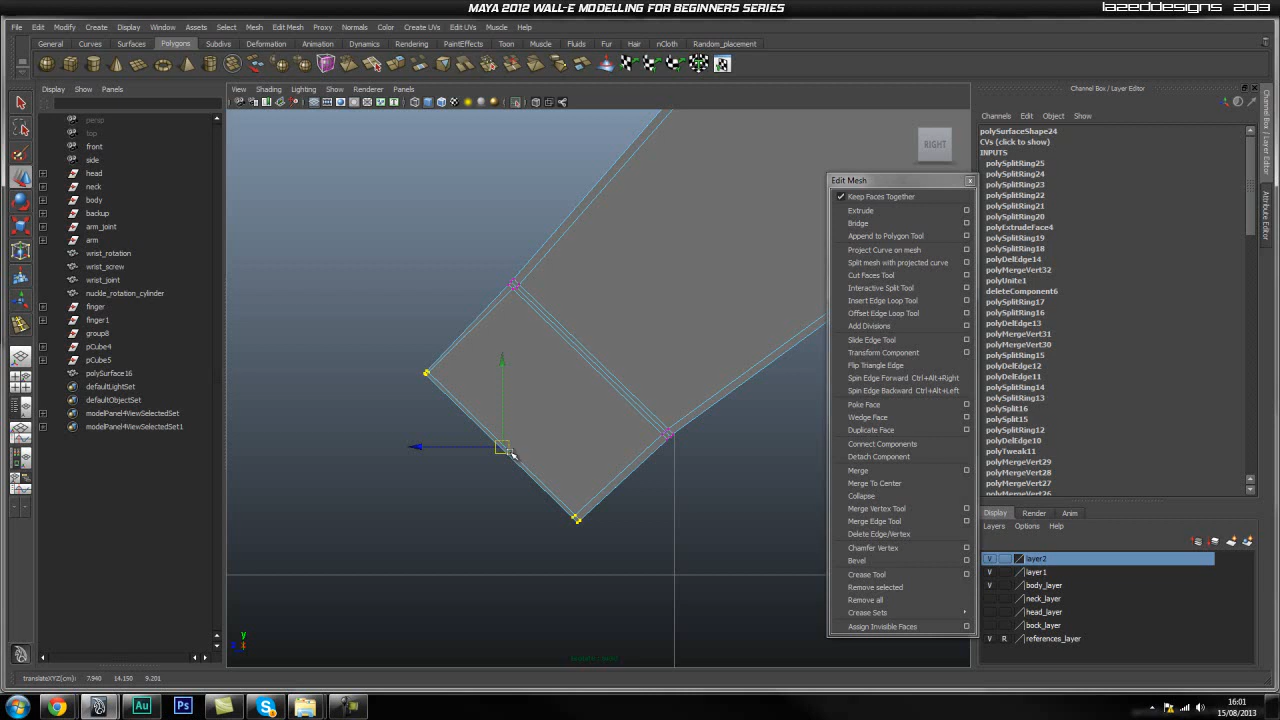 MAYA 2012 WALL-E MODELLING FOR BEGINNERS SERIES
LAZEDDESIGNS 2013
File Edit Modify Create Display Window Assets Select Mesh Edit Mesh Proxy Normals Color Create UVs Edit UVs Muscle Help
General Curves Surfaces Polygons Subdivs Deformation Animation Dynamics Rendering PaintEffects Toon Muscle Fluids Fur Hair nCloth Random_placement
Display Show Panels
View Shading Lighting Show Renderer Panels
Channel Box / Layer Editor
Channels Edit Object Show
persp
top
front
side
head
neck
body
backup
arm_joint
arm
wrist_rotation
wrist_screw
wrist_joint
nuckle_rotation_cylinder
finger
finger1
group8
pCube4
pCube5
polySurface16
defaultLightSet
defaultObjectSet
modelPanel4ViewSelectedSet
modelPanel4ViewSelectedSet1
RIGHT
y
Edit Mesh
Keep Faces Together
Extrude
Bridge
Append to Polygon Tool
Project Curve on mesh
Split mesh with projected curve
Cut Faces Tool
Interactive Split Tool
Insert Edge Loop Tool
Offset Edge Loop Tool
Add Divisions
Slide Edge Tool
Transform Component
Flip Triangle Edge
Spin Edge Forward Ctrl+Alt+Right
Spin Edge Backward Ctrl+Alt+Left
Poke Face
Wedge Face
Duplicate Face
Connect Components
Detach Component
Merge
Merge To Center
Collapse
Merge Vertex Tool
Merge Edge Tool
Delete Edge/Vertex
Chamfer Vertex
Bevel
Crease Tool
Remove selected
Remove all
Crease Sets
Assign Invisible Faces
polySurfaceShape24
CVs (click to show)
INPUTS
polySplitRing25
polySplitRing24
polySplitRing23
polySplitRing22
polySplitRing21
polySplitRing20
polyExtrudeFace4
polySplitRing19
polySplitRing18
polyDelEdge14
polyMergeVert32
polyUnite1
deleteComponent6
polySplitRing17
polySplitRing16
polyDelEdge13
polyMergeVert31
polyMergeVert30
polySplitRing15
polyDelEdge12
polyDelEdge11
polySplitRing14
polySplitRing13
polySplit16
polySplit15
polySplitRing12
polyDelEdge10
polyTweak11
polyMergeVert29
polyMergeVert28
polyMergeVert27
polyMergeVert26
Channel Box / Layer Editor
Attribute Editor
Display Render Anim
Layers Options Help
V layer2
V layer1
V body_layer
neck_layer
head_layer
bock_layer
V R references_layer
translateXYZ(cm): 7.940 14.150 9.201
Au
Ps
16:01
15/08/2013